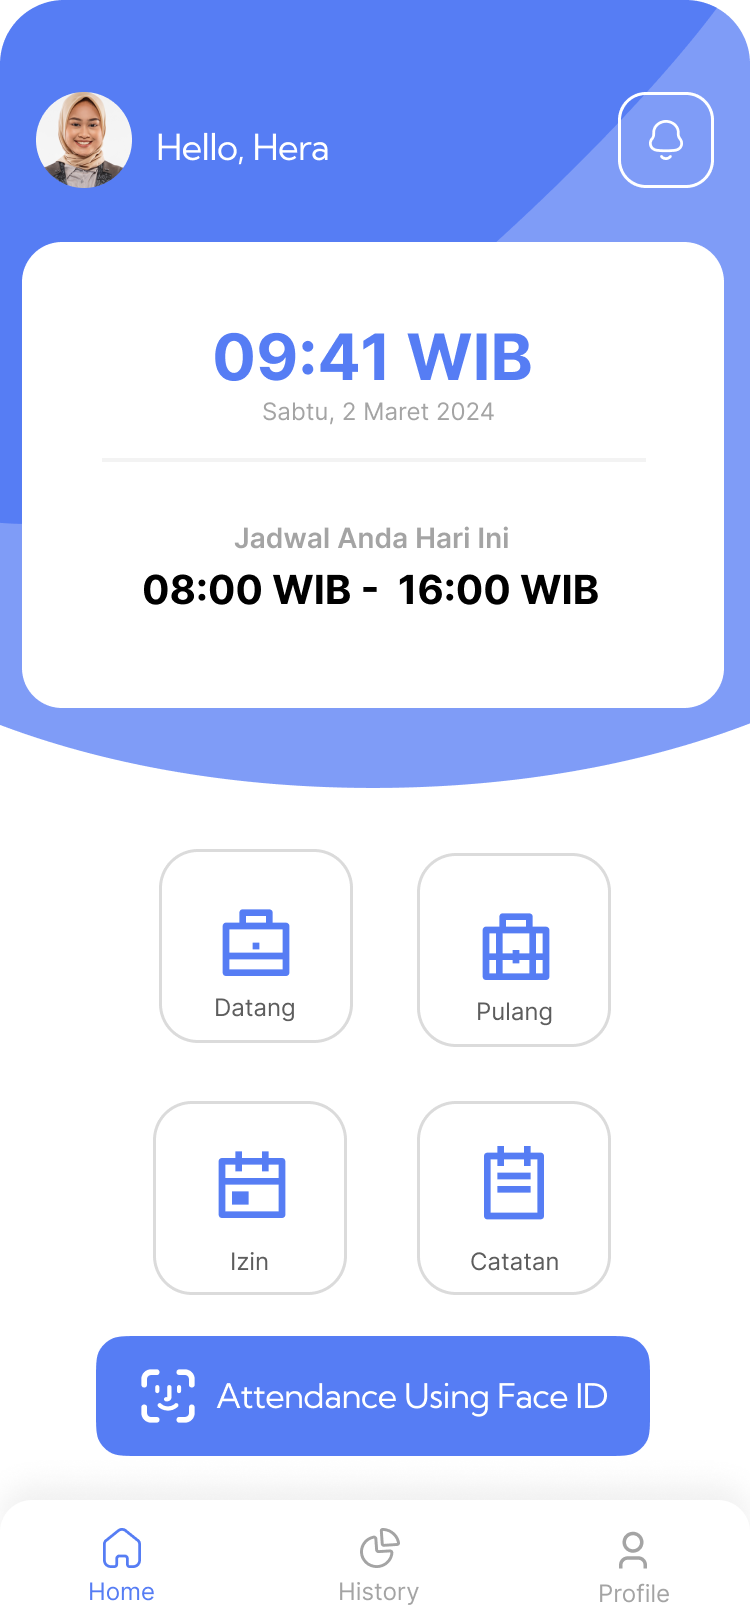 Hello, Hera
09:41 WIB
Sabtu, 2 Maret 2024
Jadwal Anda Hari Ini
08:00 WIB - 16:00 WIB
Datang
Pulang
Izin
Catatan
Attendance Using Face ID
Home
History
Profile